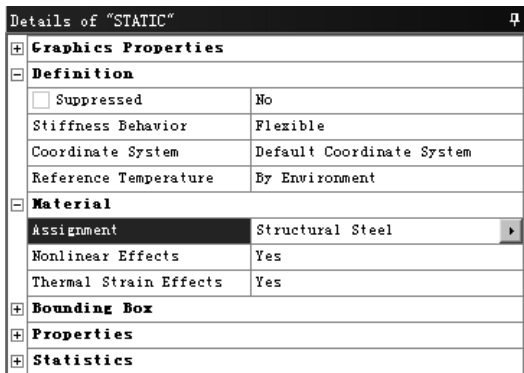 Details of "STATIC"
Graphics Properties
Definition
Suppressed No
Stiffness Behavior Flexible
Coordinate System Default Coordinate System
Reference Temperature By Environment
Material
Assignment Structural Steel
Nonlinear Effects Yes
Thermal Strain Effects Yes
Bounding Box
Properties
Statistics